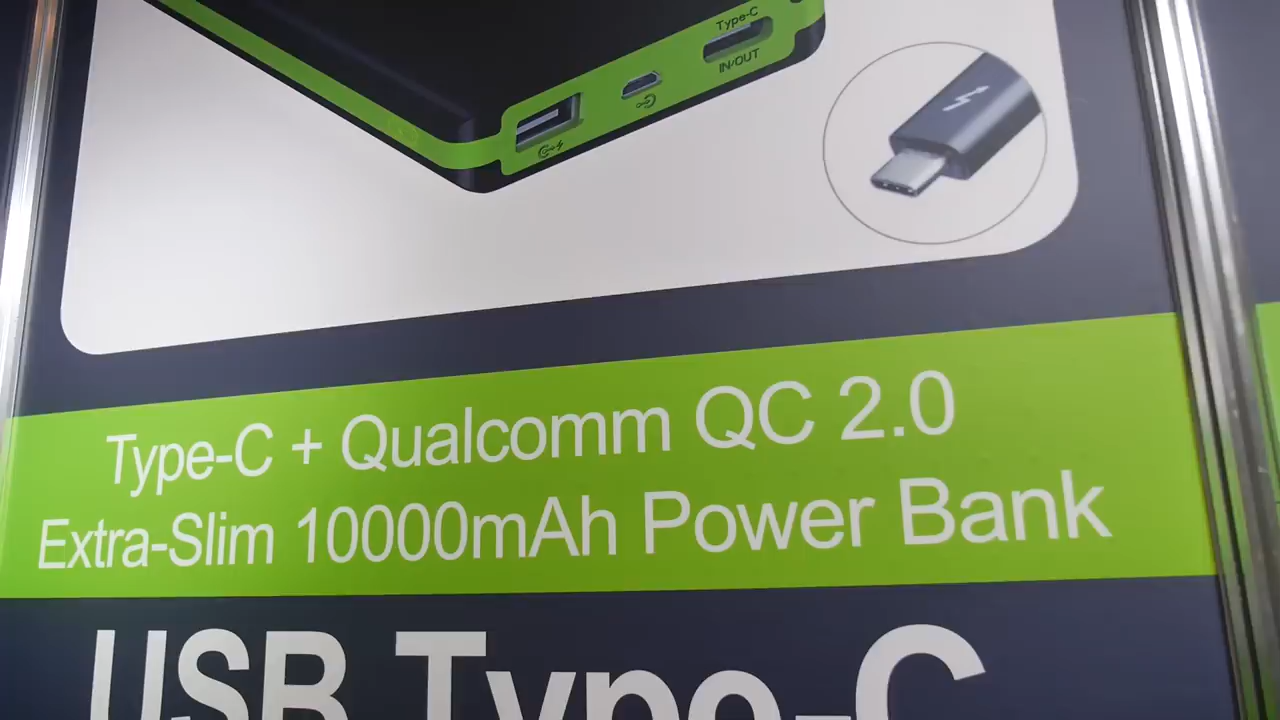 Type-C
IN/OUT
Type-C + Qualcomm QC 2.0
Extra-Slim 10000mAh Power Bank
USB Type-C